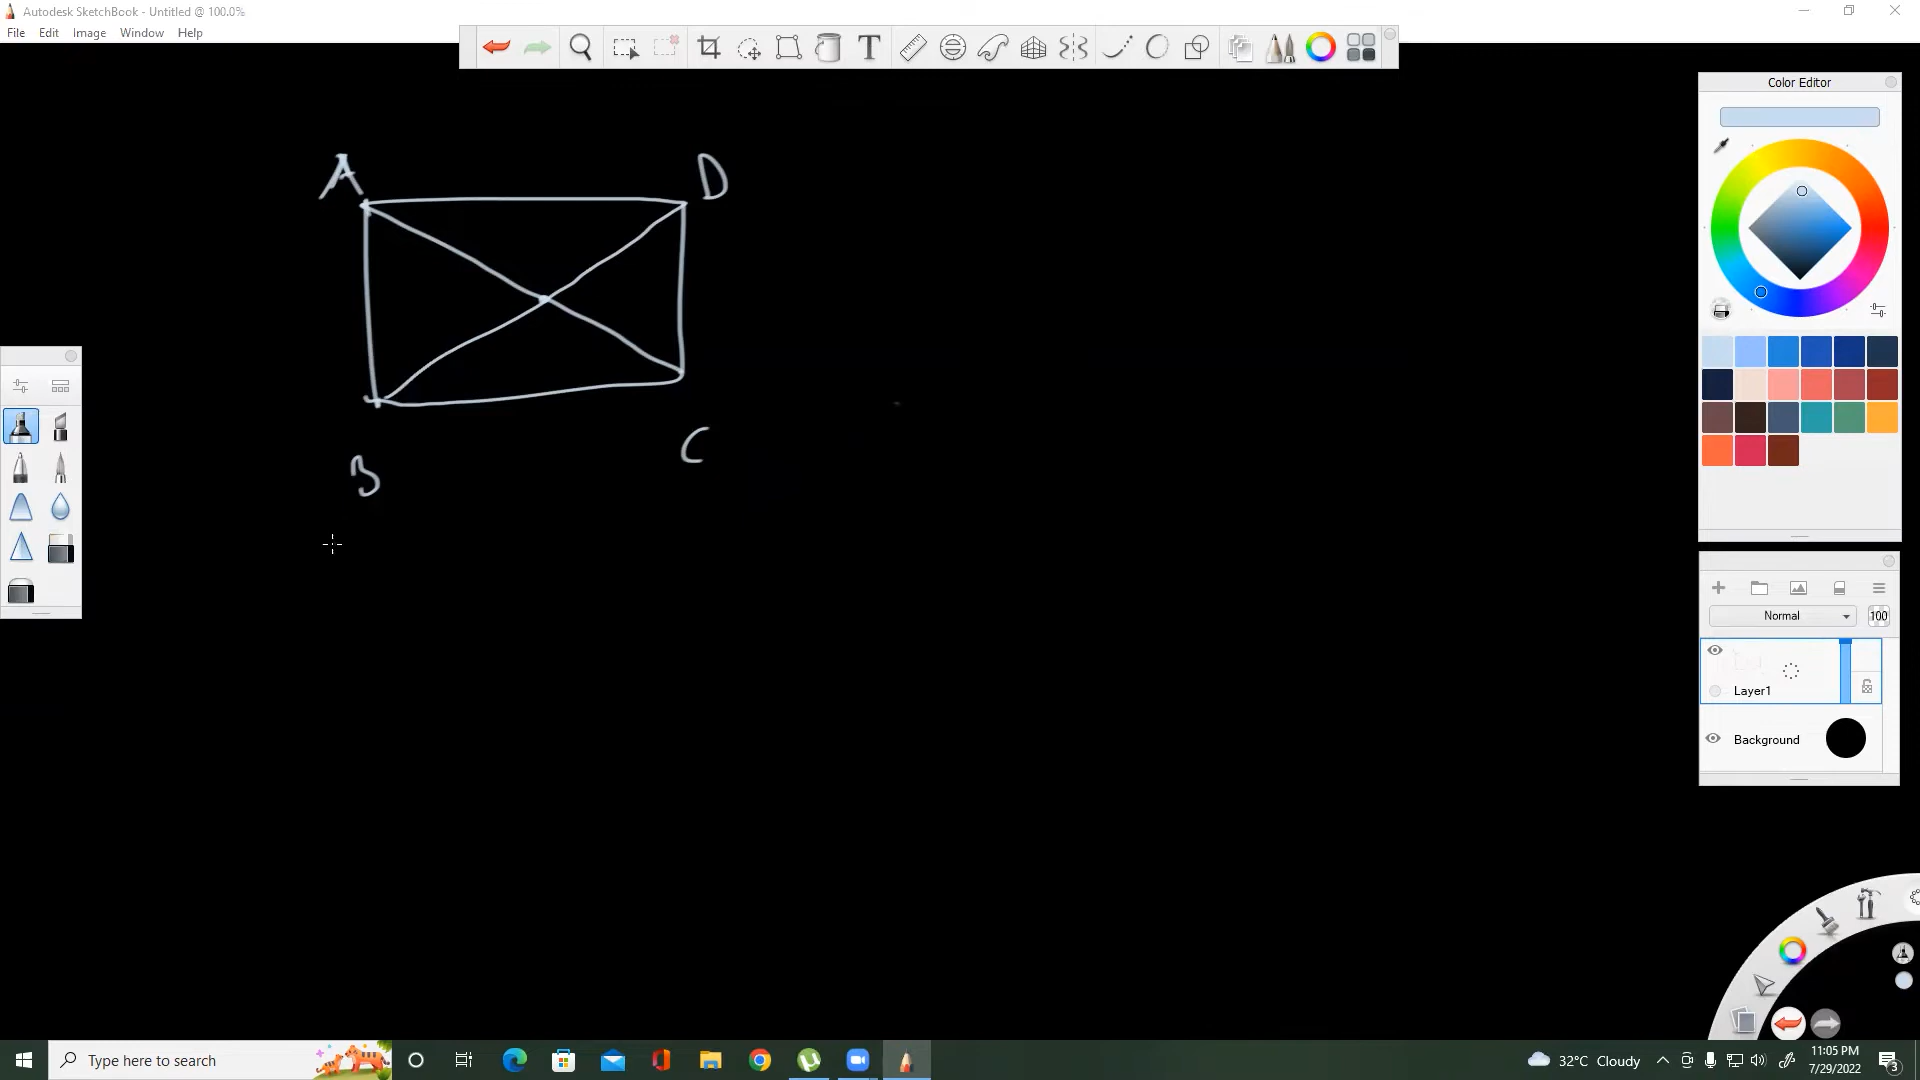 Autodesk SketchBook - Untitled @ 100.0%
File Edit Image Window Help
T
Color Editor
A
D
B
C
Normal 100
Layer1
Background
Type here to search
32°C Cloudy
11:05 PM
7/29/2022
3